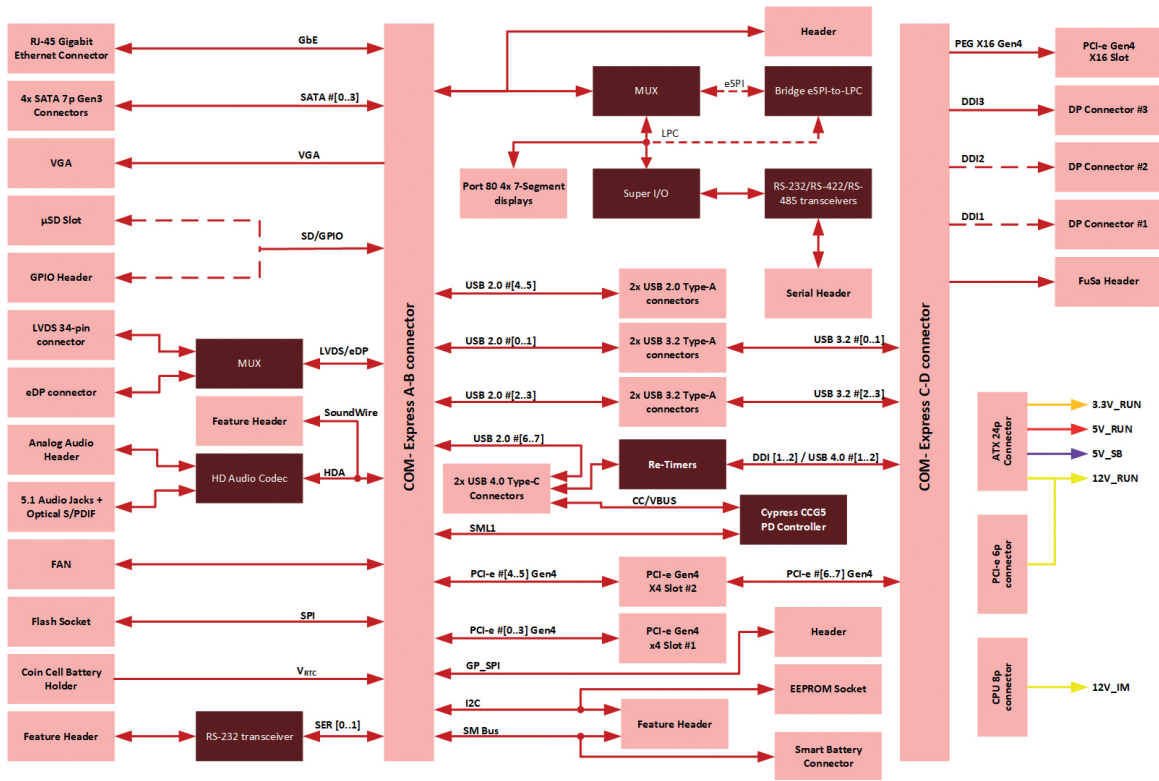 RJ-45 Gigabit
Ethernet Connector
GbE
4x SATA 7p Gen3
Connectors
SATA #[0..3]
VGA
VGA
µSD Slot
SD/GPIO
GPIO Header
LVDS 34-pin
connector
MUX
LVDS/eDP
eDP connector
Feature Header
SoundWire
Analog Audio
Header
HD Audio Codec
HDA
5.1 Audio Jacks +
Optical S/PDIF
FAN
Flash Socket
SPI
Coin Cell Battery
Holder
VRTC
Feature Header
RS-232 transceiver
SER [0..1]
COM- Express A-B connector
Header
MUX
eSPI
Bridge eSPI-to-LPC
LPC
Port 80 4x 7-Segment
displays
Super I/O
RS-232/RS-422/RS-
485 transceivers
Serial Header
USB 2.0 #[4..5]
2x USB 2.0 Type-A
connectors
USB 2.0 #[0..1]
2x USB 3.2 Type-A
connectors
USB 3.2 #[0..1]
USB 2.0 #[2..3]
2x USB 3.2 Type-A
connectors
USB 3.2 #[2..3]
USB 2.0 #[6..7]
2x USB 4.0 Type-C
Connectors
Re-Timers
DDI [1..2] / USB 4.0 #[1..2]
CC/VBUS
Cypress CCG5
PD Controller
SML1
PCI-e #[4..5] Gen4
PCI-e Gen4
X4 Slot #2
PCI-e #[6..7] Gen4
PCI-e #[0..3] Gen4
PCI-e Gen4
x4 Slot #1
GP_SPI
Header
I2C
EEPROM Socket
Feature Header
SM Bus
Smart Battery
Connector
COM- Express C-D connector
PEG X16 Gen4
PCI-e Gen4
X16 Slot
DDI3
DP Connector #3
DDI2
DP Connector #2
DDI1
DP Connector #1
FuSa Header
ATX 24p
Connector
3.3V_RUN
5V_RUN
5V_SB
12V_RUN
PCI-e 6p
connector
CPU 8p
connector
12V_IM